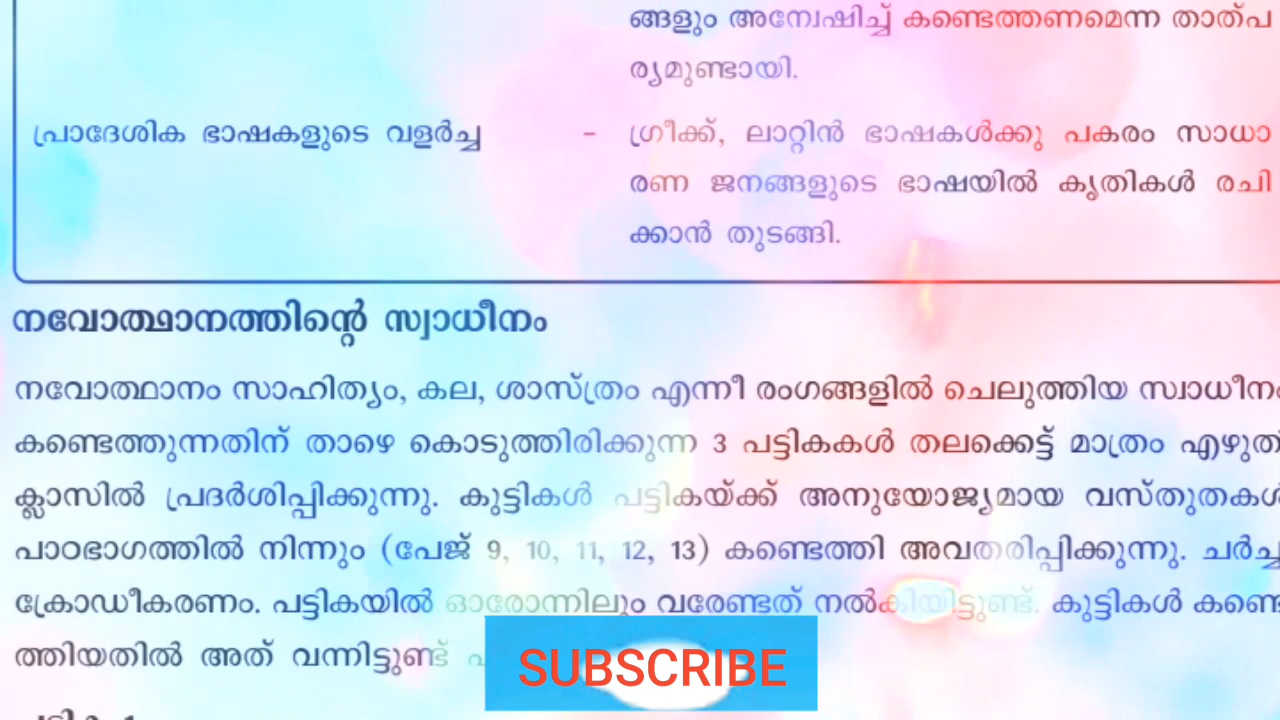 ങ്ങളും അന്വേഷിച്ച് കണ്ടെത്തണമെന്ന താത്പ
ര്യമുണ്ടായി.
പ്രാദേശിക ഭാഷകളുടെ വളർച്ച - ഗ്രീക്ക്, ലാറ്റിൻ ഭാഷകൾക്കു പകരം സാധാ
രണ ജനങ്ങളുടെ ഭാഷയിൽ കൃതികൾ രചി
ക്കാൻ തുടങ്ങി.
നവോത്ഥാനത്തിന്റെ സ്വാധീനം
നവോത്ഥാനം സാഹിത്യം, കല, ശാസ്ത്രം എന്നീ രംഗങ്ങളിൽ ചെലുത്തിയ സ്വാധീനം
കണ്ടെത്തുന്നതിന് താഴെ കൊടുത്തിരിക്കുന്ന 3 പട്ടികകൾ തലക്കെട്ട് മാത്രം എഴുതി
ക്ലാസിൽ പ്രദർശിപ്പിക്കുന്നു. കുട്ടികൾ പട്ടികയ്ക്ക് അനുയോജ്യമായ വസ്തുതകൾ
പാഠഭാഗത്തിൽ നിന്നും (പേജ് 9, 10, 11, 12, 13) കണ്ടെത്തി അവതരിപ്പിക്കുന്നു. ചർച്ച
ക്രോഡീകരണം. പട്ടികയിൽ ഓരോന്നിലും വരേണ്ടത് നൽകിയിട്ടുണ്ട്. കുട്ടികൾ കണ്ടെ
ത്തിയതിൽ അത് വന്നിട്ടുണ്ട്
SUBSCRIBE